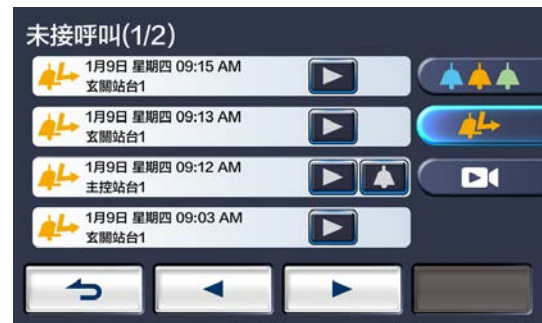 未接呼叫(1/2)
1月9日 星期四 09:15 AM
玄關站台1
1月9日 星期四 09:13 AM
玄關站台1
1月9日 星期四 09:12 AM
主控站台1
1月9日 星期四 09:03 AM
玄關站台1